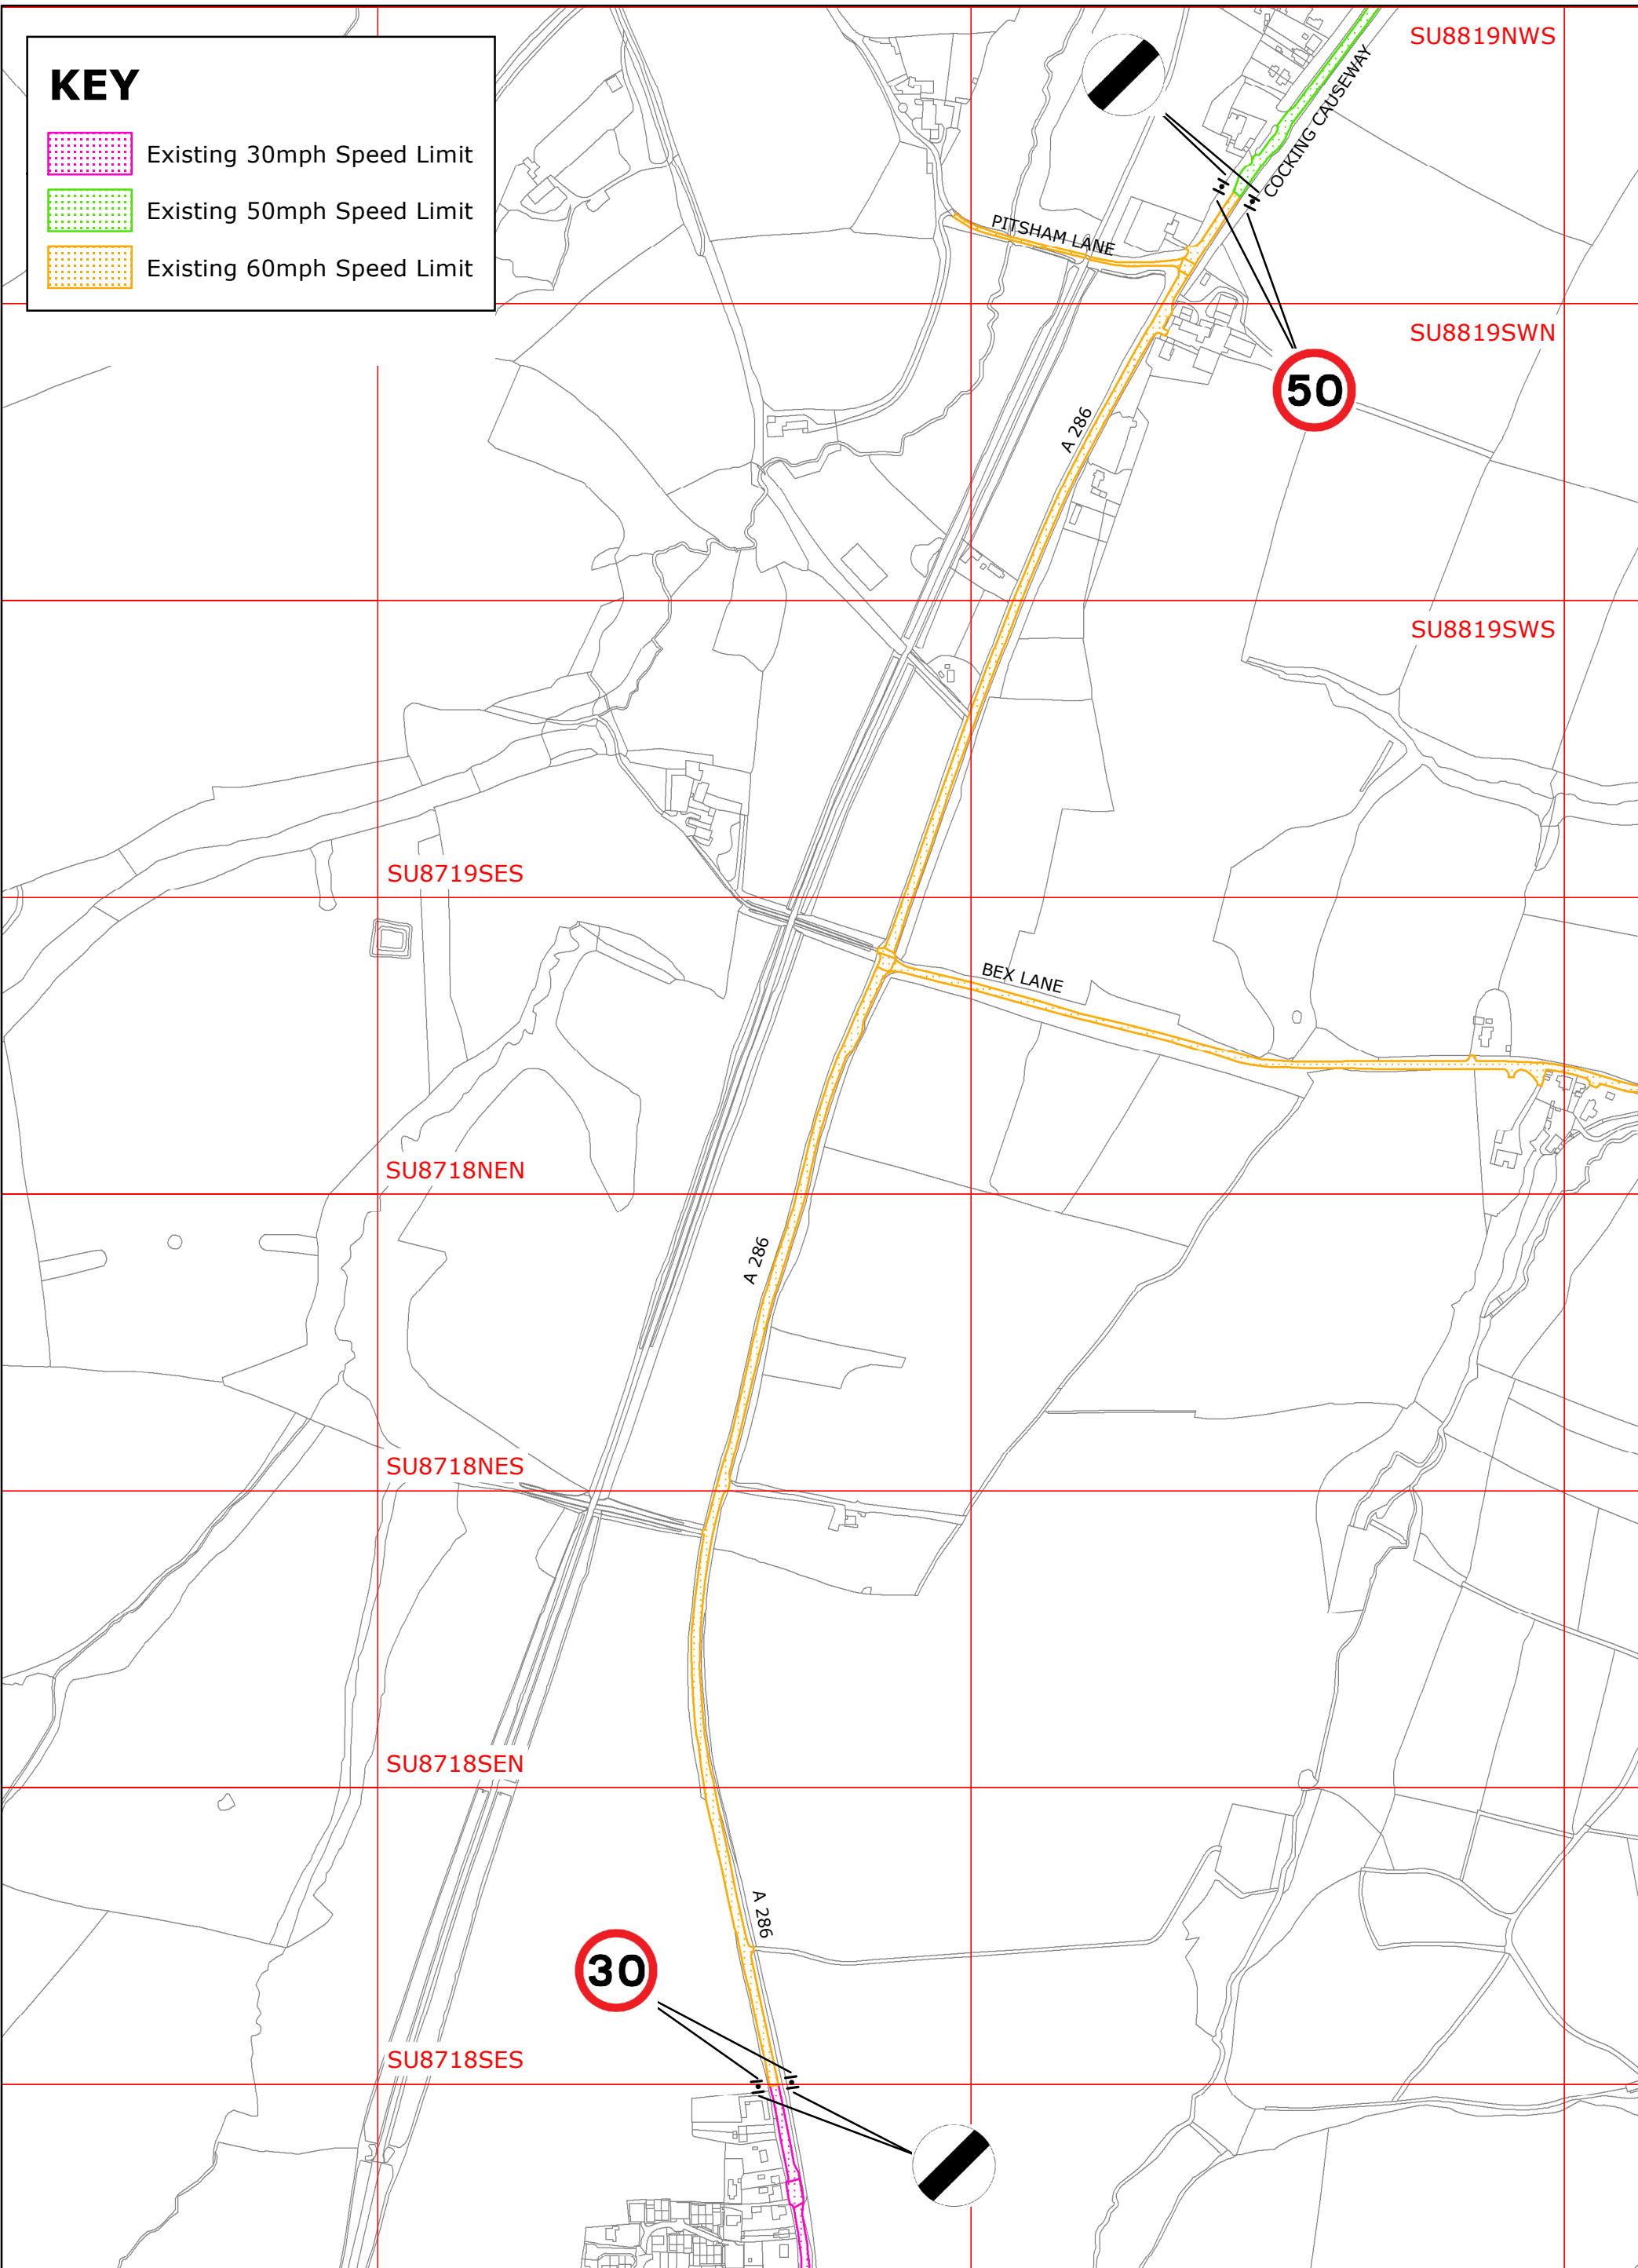 KEY
Existing 30mph Speed Limit
Existing 50mph Speed Limit
Existing 60mph Speed Limit
SU8819NWS
COCKING CAUSEWAY
PITSHAM LANE
SU8819SWN
50
A 286
SU8819SWS
SU8719SES
BEX LANE
SU8718NEN
A 286
SU8718NES
SU8718SEN
A 286
30
SU8718SES